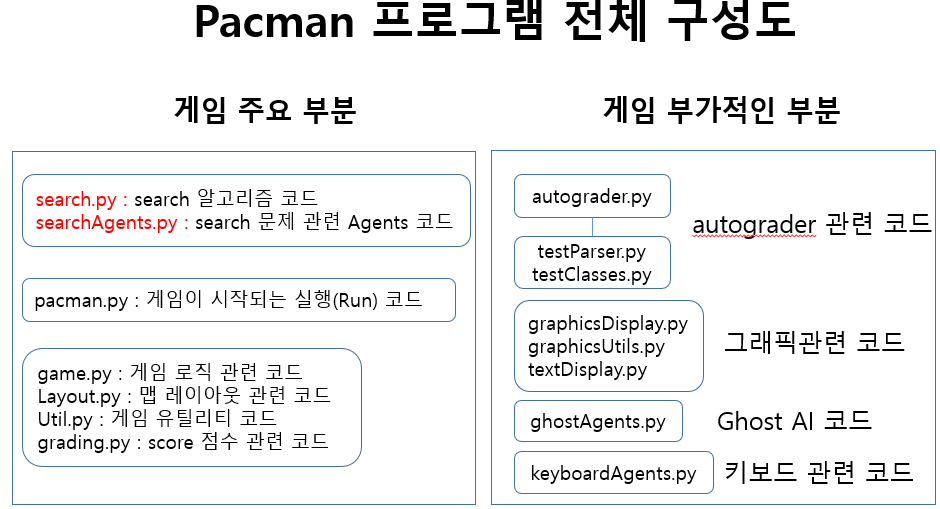 Pacman 프로그램 전체 구성도
게임 주요 부분
search.py : search 알고리즘 코드
searchAgents.py : search 문제 관련 Agents 코드
pacman.py : 게임이 시작되는 실행(Run) 코드
game.py : 게임 로직 관련 코드
Layout.py : 맵 레이아웃 관련 코드
Util.py : 게임 유틸리티 코드
grading.py : score 점수 관련 코드
게임 부가적인 부분
autograder.py
testParser.py
testClasses.py
autograder 관련 코드
graphicsDisplay.py
graphicsUtils.py
textDisplay.py
그래픽관련 코드
ghostAgents.py
Ghost AI 코드
keyboardAgents.py
키보드 관련 코드